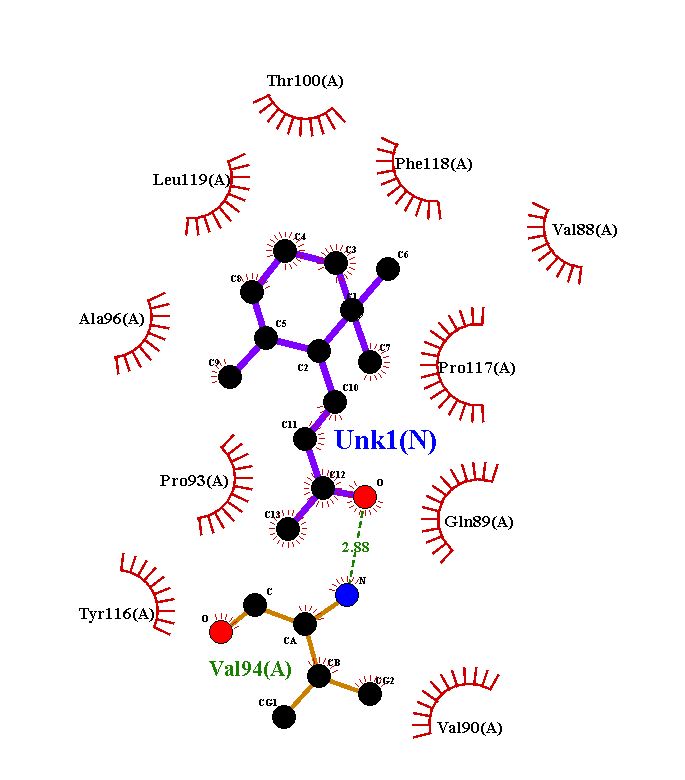 Thr100(A)
Phe118(A)
Leu119(A)
Val88(A)
C4
C3
C6
C8
C1
Ala96(A)
C5
C7
C2
C9
Pro117(A)
C10
C11
Unk1(N)
C12
O
Pro93(A)
C13
Gln89(A)
2.88
N
C
Tyr116(A)
O
CA
CB
Val94(A)
CG2
CG1
Val90(A)